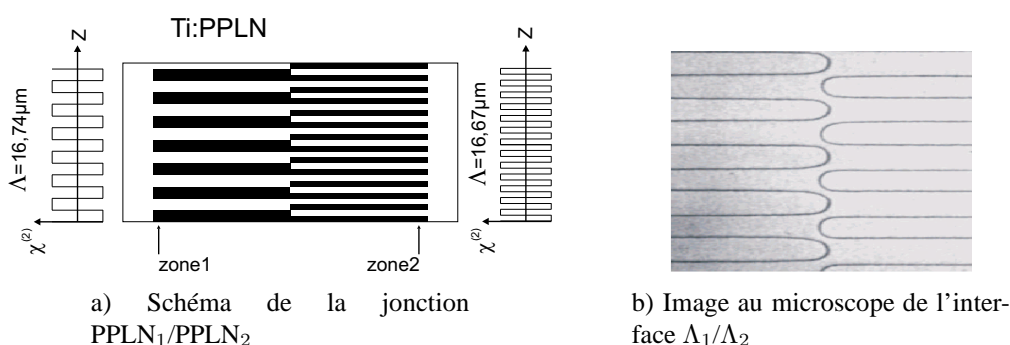 Ti:PPLN
Z
Λ=16,74µm
χ(2)
Z
Λ=16,67µm
χ(2)
zone1
zone2
a) Schéma de la jonction
PPLN1/PPLN2
b) Image au microscope de l'inter-
face Λ1/Λ2